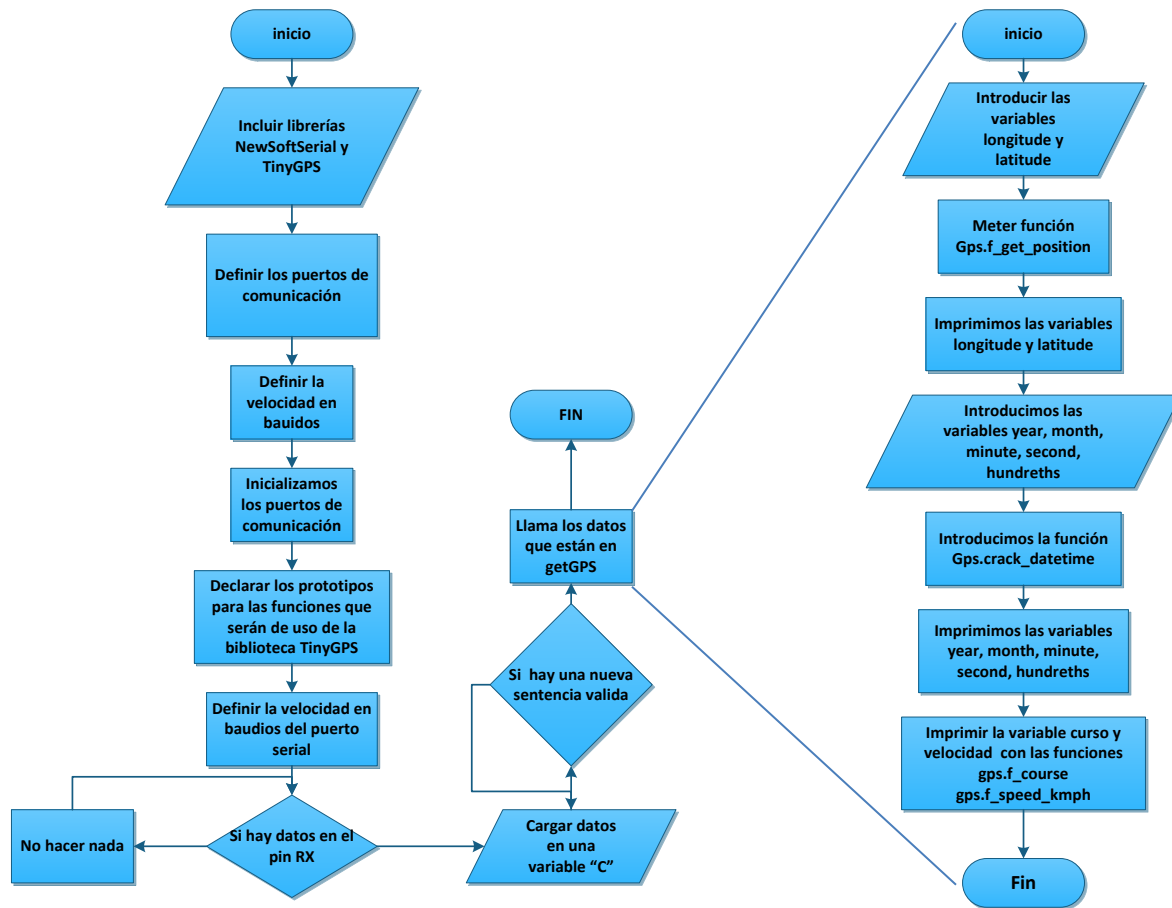 inicio
Incluir librerías
NewSoftSerial y
TinyGPS
Definir los puertos de
comunicación
Definir la
velocidad en
bauidos
Inicializamos
los puertos de
comunicación
Declarar los prototipos
para las funciones que
serán de uso de la
biblioteca TinyGPS
Definir la velocidad en
baudios del puerto
serial
Si hay datos en el
pin RX
No hacer nada
Cargar datos
en una
variable “C”
Si hay una nueva
sentencia valida
Llama los datos
que están en
getGPS
FIN
inicio
Introducir las
variables
longitude y
latitude
Meter función
Gps.f_get_position
Imprimimos las variables
longitude y latitude
Introducimos las
variables year, month,
minute, second,
hundreths
Introducimos la función
Gps.crack_datetime
Imprimimos las variables
year, month, minute,
second, hundreths
Imprimir la variable curso y
velocidad con las funciones
gps.f_course
gps.f_speed_kmph
Fin